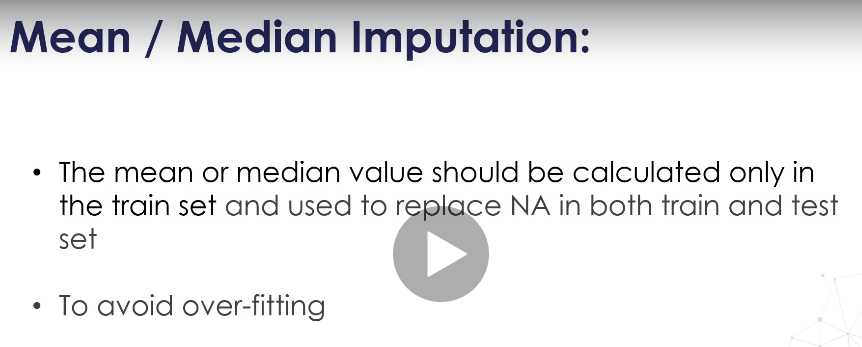 Mean / Median Imputation:
• The mean or median value should be calculated only in
the train set and used to replace NA in both train and test
set
• To avoid over-fitting